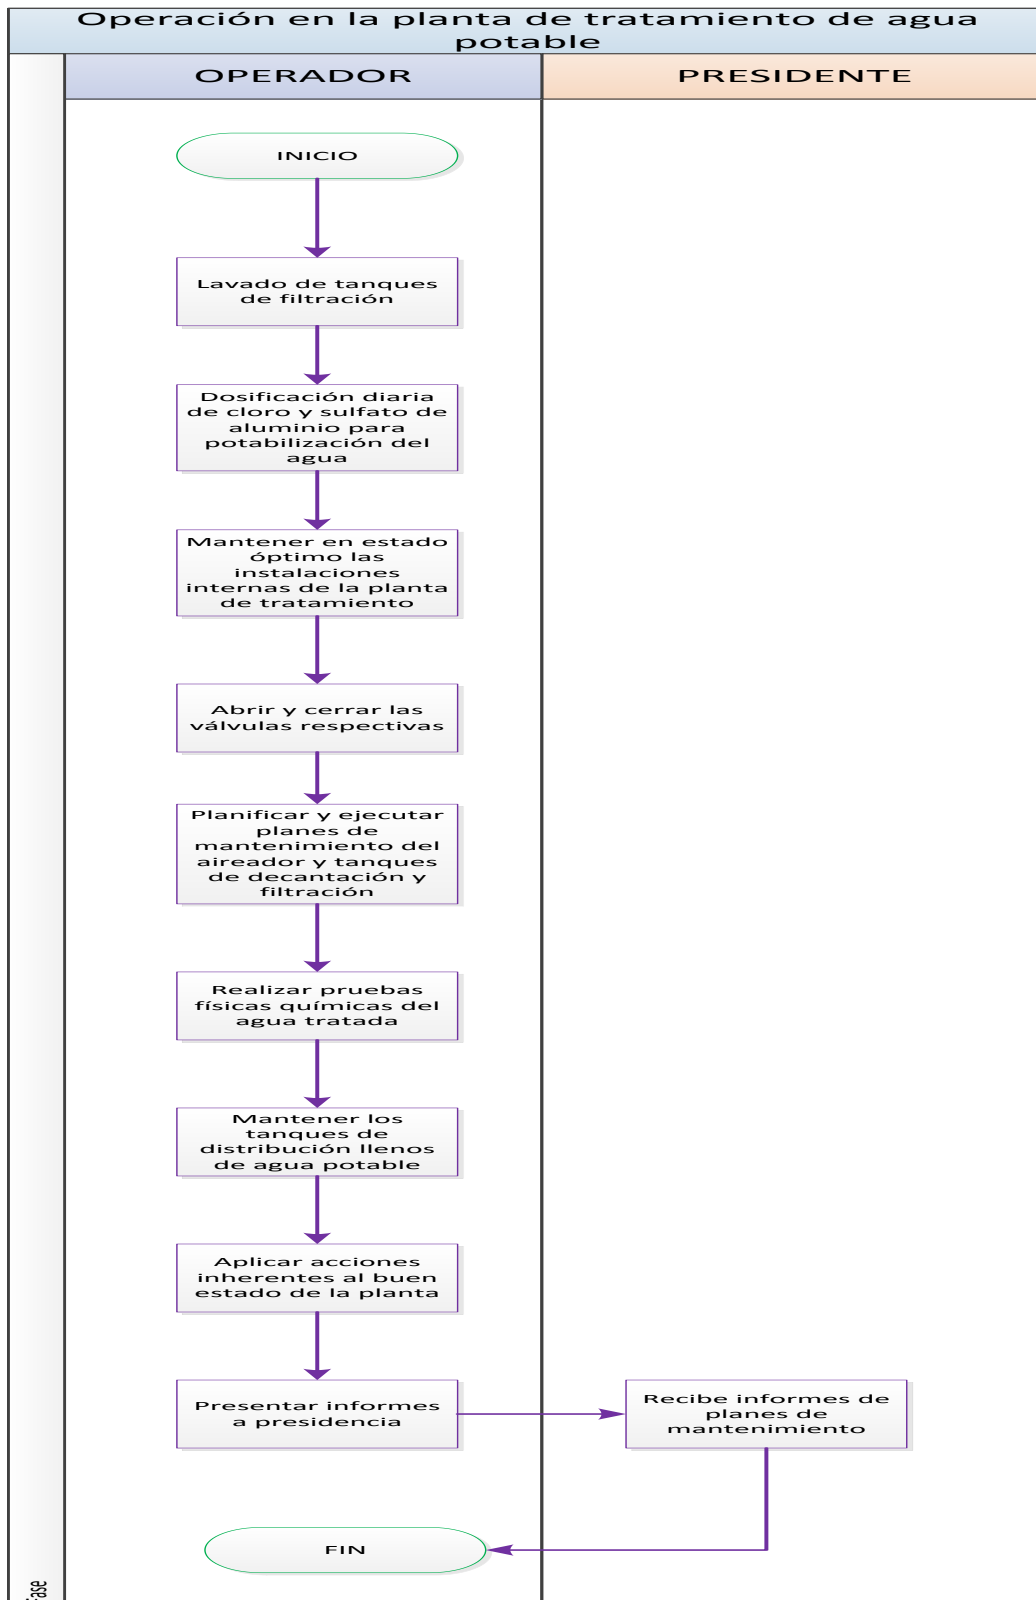 Operación en la planta de tratamiento de agua
potable
OPERADOR
PRESIDENTE
INICIO
Lavado de tanques
de filtración
Dosificación diaria
de cloro y sulfato de
aluminio para
potabilización del
agua
Mantener en estado
óptimo las
instalaciones
internas de la planta
de tratamiento
Abrir y cerrar las
válvulas respectivas
Planificar y ejecutar
planes de
mantenimiento del
aireador y tanques
de decantación y
filtración
Realizar pruebas
físicas químicas del
agua tratada
Mantener los
tanques de
distribución llenos
de agua potable
Aplicar acciones
inherentes al buen
estado de la planta
Presentar informes
a presidencia
Recibe informes de
planes de
mantenimiento
FIN
Fase